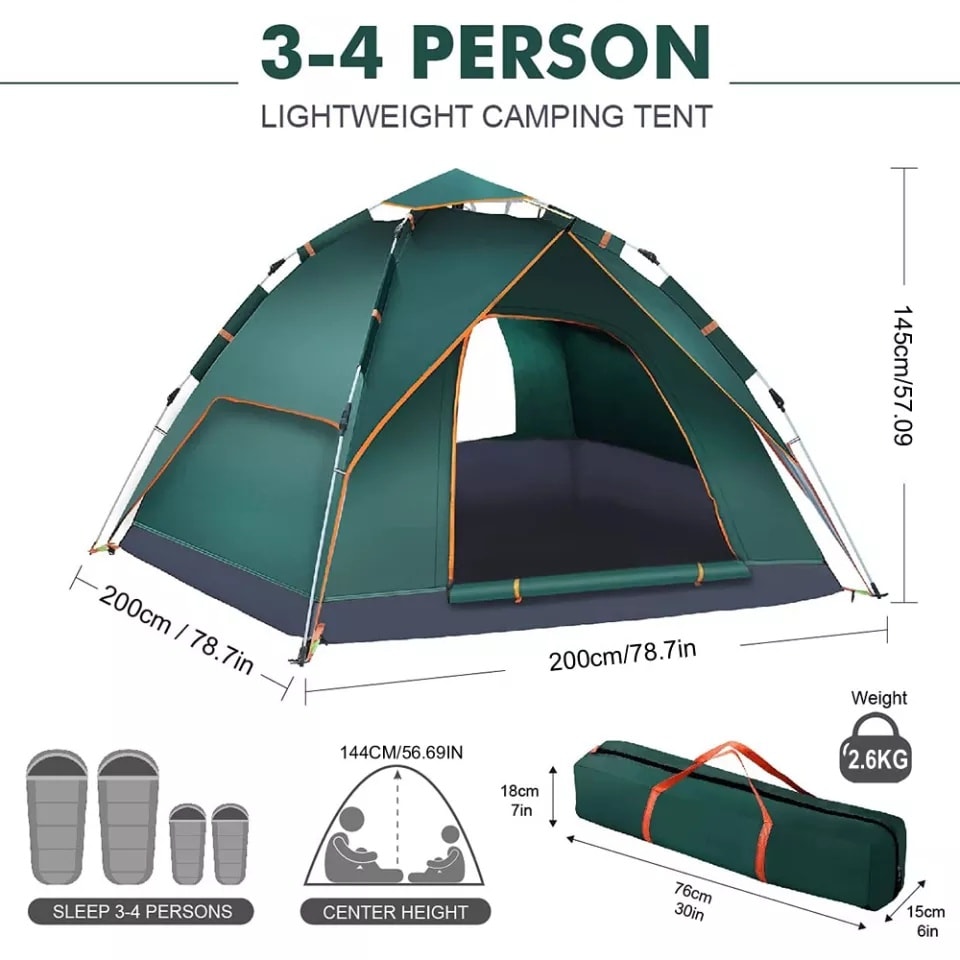 3-4 PERSON
LIGHTWEIGHT CAMPING TENT
145cm/57.09
200cm / 78.7in
200cm/78.7in
Weight
2.6KG
144CM/56.69IN
18cm
7in
76cm
30in
15cm
6in
SLEEP 3-4 PERSONS
CENTER HEIGHT